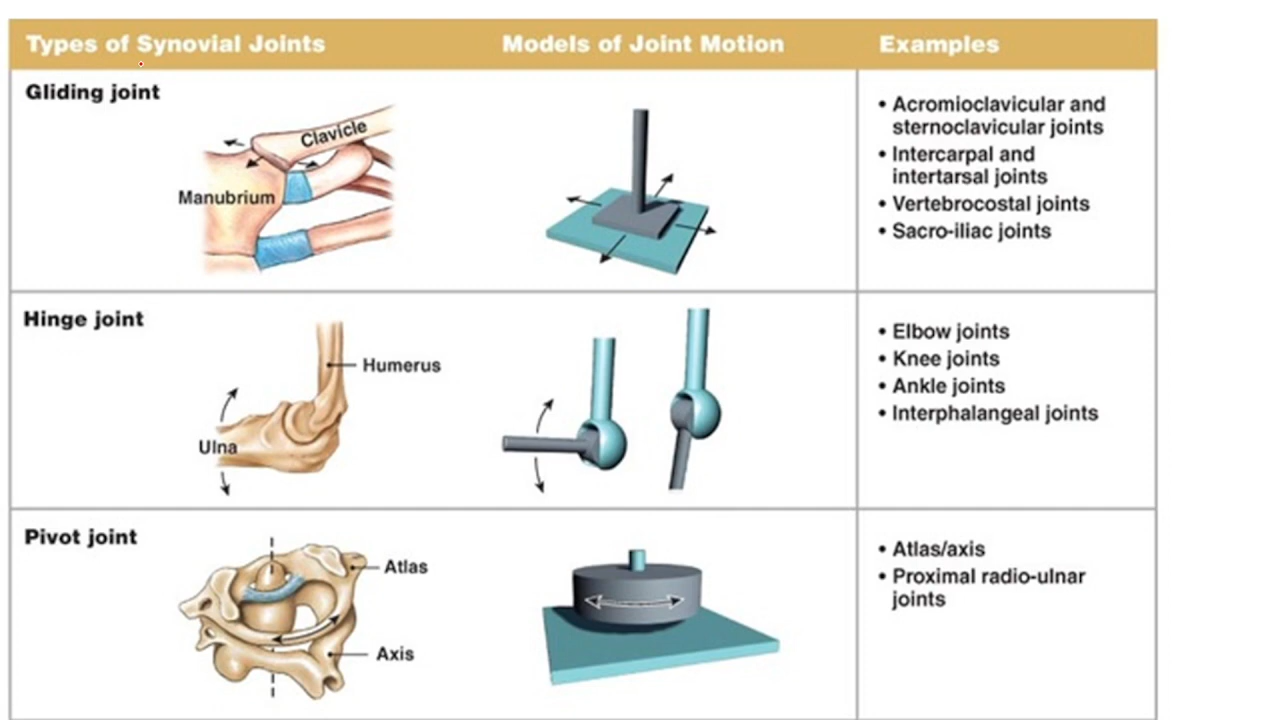 Types of Synovial Joints
Models of Joint Motion
Examples
Gliding joint
Clavicle
Manubrium
• Acromioclavicular and
sternoclavicular joints
• Intercarpal and
intertarsal joints
• Vertebrocostal joints
• Sacro-iliac joints
Hinge joint
Humerus
Ulna
• Elbow joints
• Knee joints
• Ankle joints
• Interphalangeal joints
Pivot joint
Atlas
Axis
• Atlas/axis
• Proximal radio-ulnar
joints